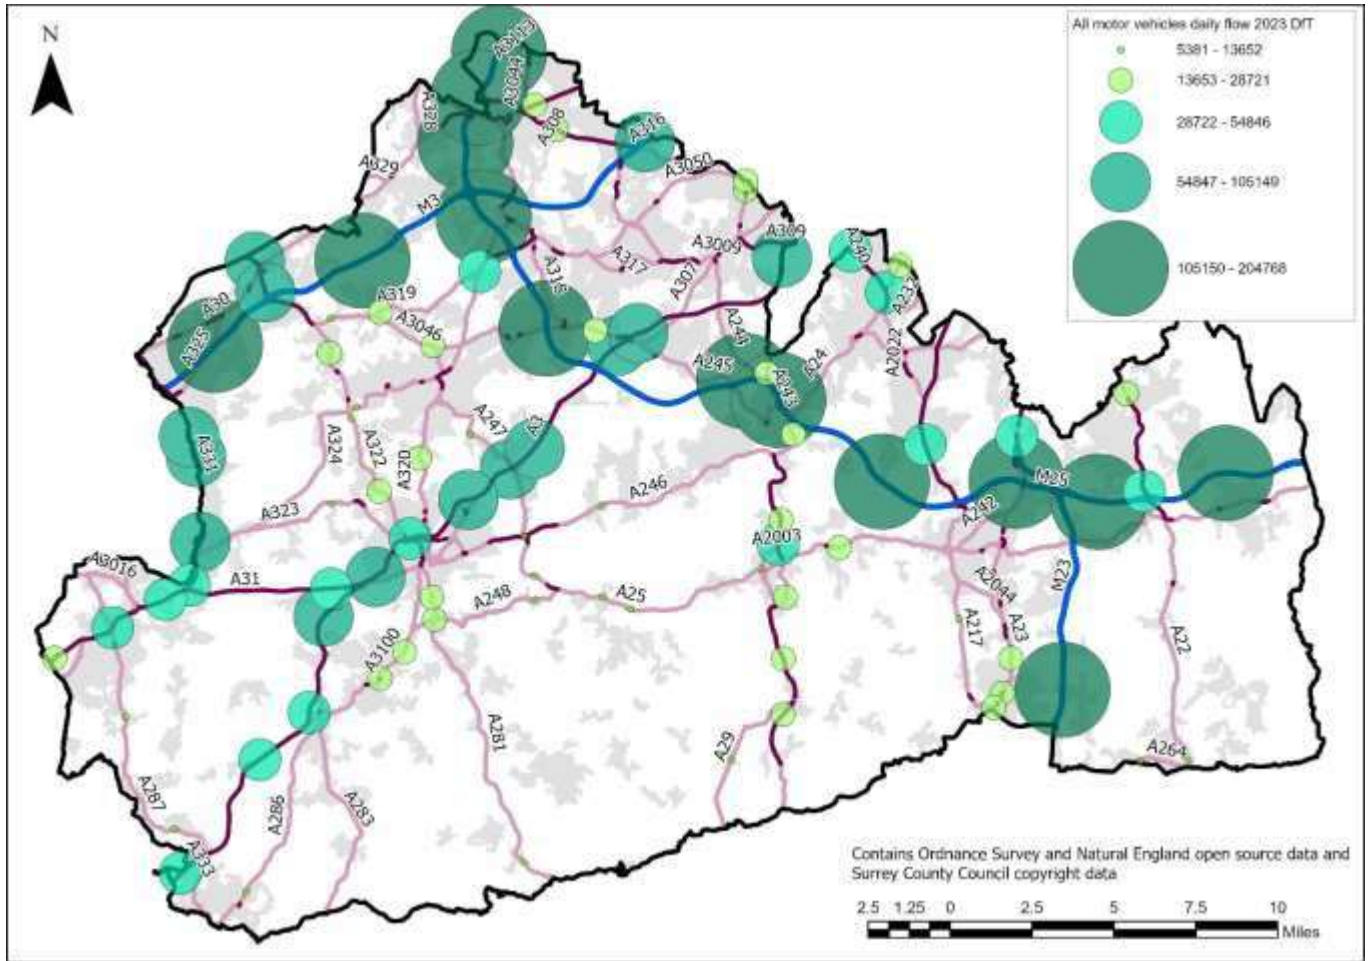 N
All motor vehicles daily flow 2023 DfT
5381 - 13652
13653 - 28721
28722 - 54846
54847 - 105149
105150 - 204768
A3113
A3044
A328
A308
A316
A329
A3050
M3
A309
A240
A3009
A317
A318
A307
A232
A30
A319
A3046
A325
A244
A245
A24
A2022
A243
A3
A247
A331
A324
A322
A320
A246
M25
A323
A242
A2003
A3016
A31
M23
A248
A25
A2044
A217
A23
A3100
A22
A281
A29
A264
A287
A286
A283
A333
Contains Ordnance Survey and Natural England open source data and
Surrey County Council copyright data
2.5 1.25 0 2.5 5 7.5 10
Miles